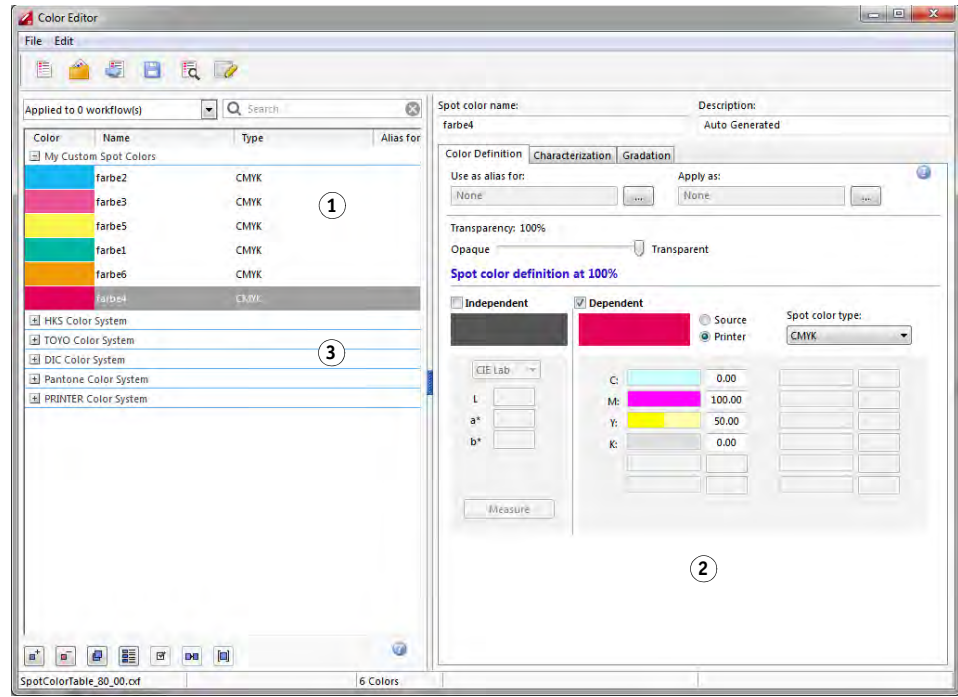 Color Editor
File Edit
Applied to 0 workflow(s)
Search
Color Name Type Alias for
My Custom Spot Colors
farbe2 CMYK
farbe3 CMYK
1
farbe5 CMYK
farbe1 CMYK
farbe6 CMYK
farbe4 CMYK
HKS Color System
TOYO Color System
3
DIC Color System
Pantone Color System
PRINTER Color System
SpotColorTable_80_00.cxf
6 Colors
Spot color name: Description:
farbe4 Auto Generated
Color Definition Characterization Gradation
Use as alias for: Apply as:
None ... None ...
Transparency: 100%
Opaque Transparent
Spot color definition at 100%
Independent Dependent
Source
Printer
Spot color type:
CMYK
CIE Lab
L
a*
b*
Measure
C: 0.00
M: 100.00
Y: 50.00
K: 0.00
2